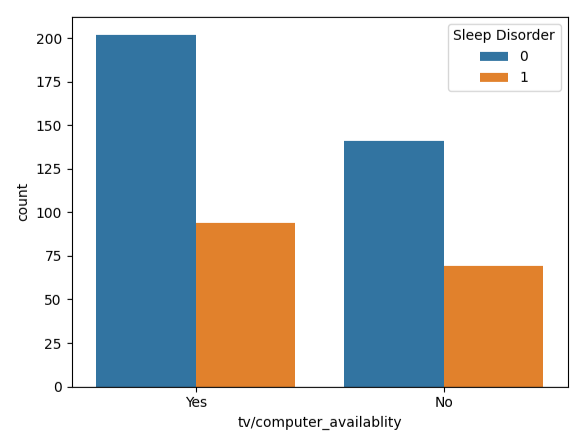 Sleep Disorder
0
1
200
175
150
125
100
75
50
25
0
count
Yes
No
tv/computer_availablity